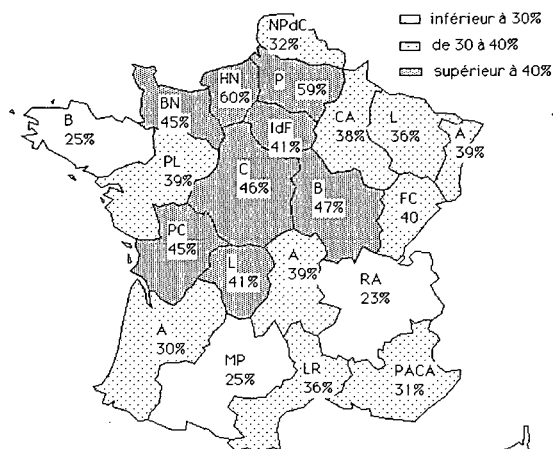 inférieur à 30%
de 30 à 40%
supérieur à 40%
NPdC
32%
HN
60%
P
59%
BN
45%
B
25%
IdF
41%
CA
38%
L
36%
A
39%
PL
39%
C
46%
B
47%
FC
40
PC
45%
L
41%
A
39%
RA
23%
A
30%
MP
25%
LR
36%
PACA
31%